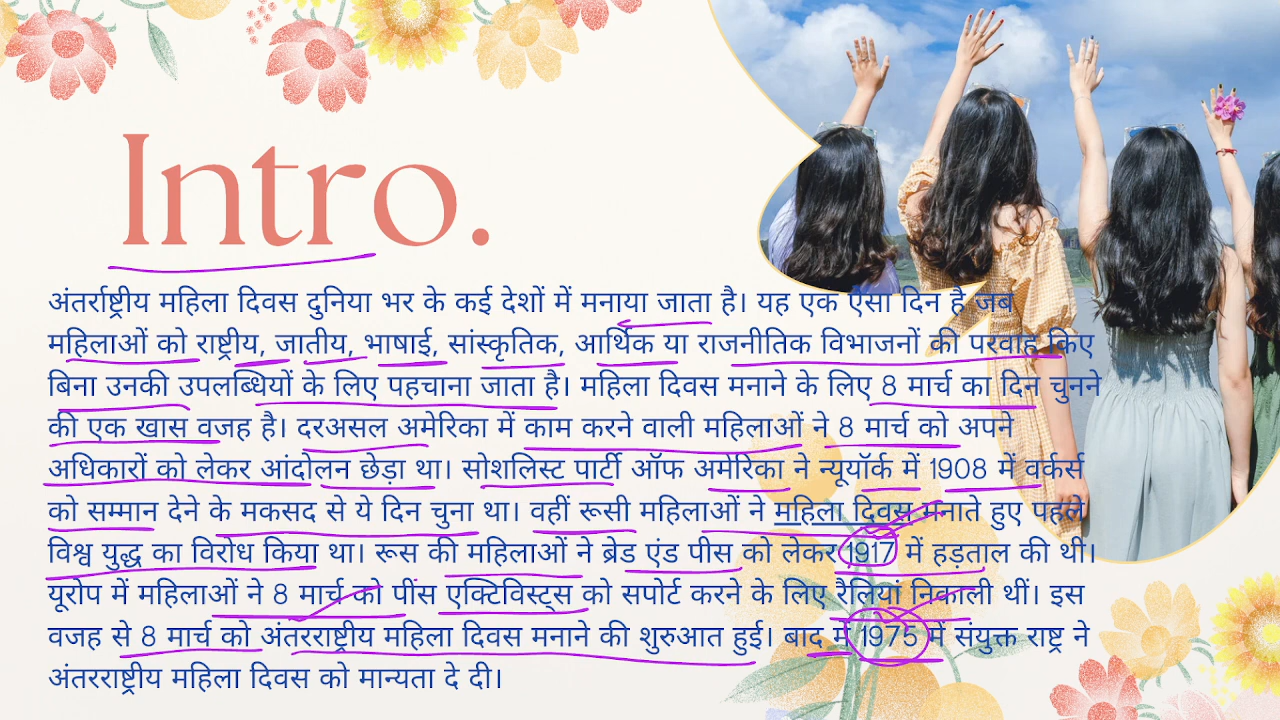 Intro.
अंतर्राष्ट्रीय महिला दिवस दुनिया भर के कई देशों में मनाया जाता है। यह एक ऐसा दिन है जब
महिलाओं को राष्ट्रीय, जातीय, भाषाई, सांस्कृतिक, आर्थिक या राजनीतिक विभाजनों की परवाह किए
बिना उनकी उपलब्धियों के लिए पहचाना जाता है। महिला दिवस मनाने के लिए 8 मार्च का दिन चुनने
की एक खास वजह है। दरअसल अमेरिका में काम करने वाली महिलाओं ने 8 मार्च को अपने
अधिकारों को लेकर आंदोलन छेड़ा था। सोशलिस्ट पार्टी ऑफ अमेरिका ने न्यूयॉर्क में 1908 में वर्कर्स
को सम्मान देने के मकसद से ये दिन चुना था। वहीं रूसी महिलाओं ने महिला दिवस मनाते हुए पहले
विश्व युद्ध का विरोध किया था। रूस की महिलाओं ने ब्रेड एंड पीस को लेकर 1917 में हड़ताल की थी।
यूरोप में महिलाओं ने 8 मार्च को पींस एक्टिविस्ट्स को सपोर्ट करने के लिए रैलियां निकाली थीं। इस
वजह से 8 मार्च को अंतरराष्ट्रीय महिला दिवस मनाने की शुरुआत हुई। बाद में 1975 में संयुक्त राष्ट्र ने
अंतरराष्ट्रीय महिला दिवस को मान्यता दे दी।